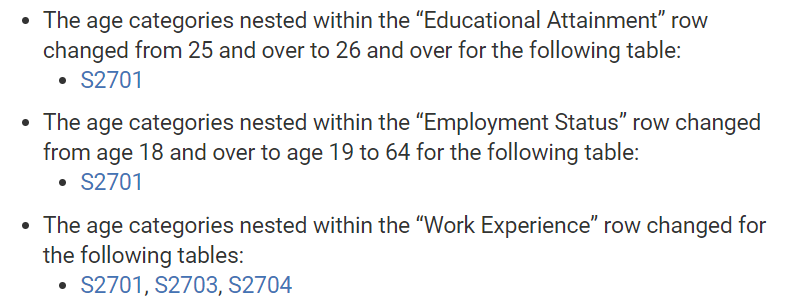 • The age categories nested within the “Educational Attainment” row
changed from 25 and over to 26 and over for the following table:
• S2701
• The age categories nested within the “Employment Status” row changed
from age 18 and over to age 19 to 64 for the following table:
• S2701
• The age categories nested within the “Work Experience” row changed for
the following tables:
• S2701, S2703, S2704